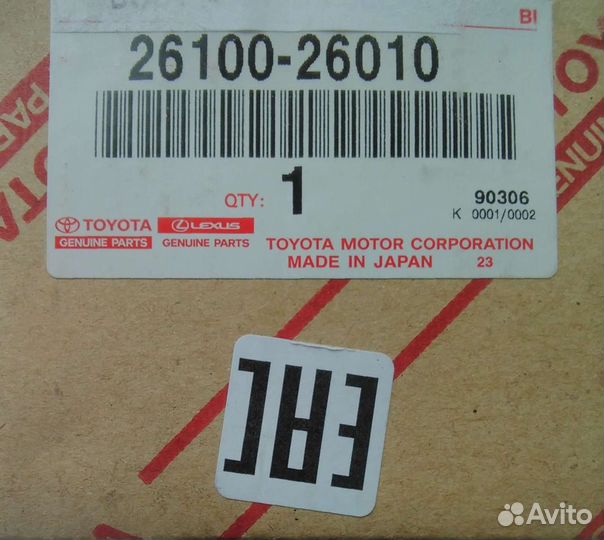 BI
26100-26010
QTY: 1
90306
K 0001/0002
TOYOTA
GENUINE PARTS
LEXUS
GENUINE PARTS
TOYOTA MOTOR CORPORATION
MADE IN JAPAN 23
EAC
Avito